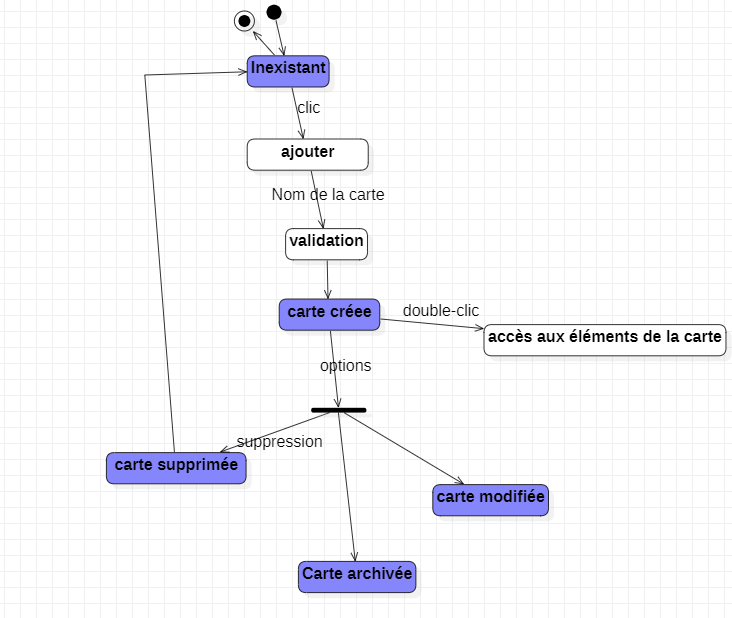 Inexistant
clic
ajouter
Nom de la carte
validation
carte créee
double-clic
accès aux éléments de la carte
options
suppression
carte supprimée
carte modifiée
Carte archivée